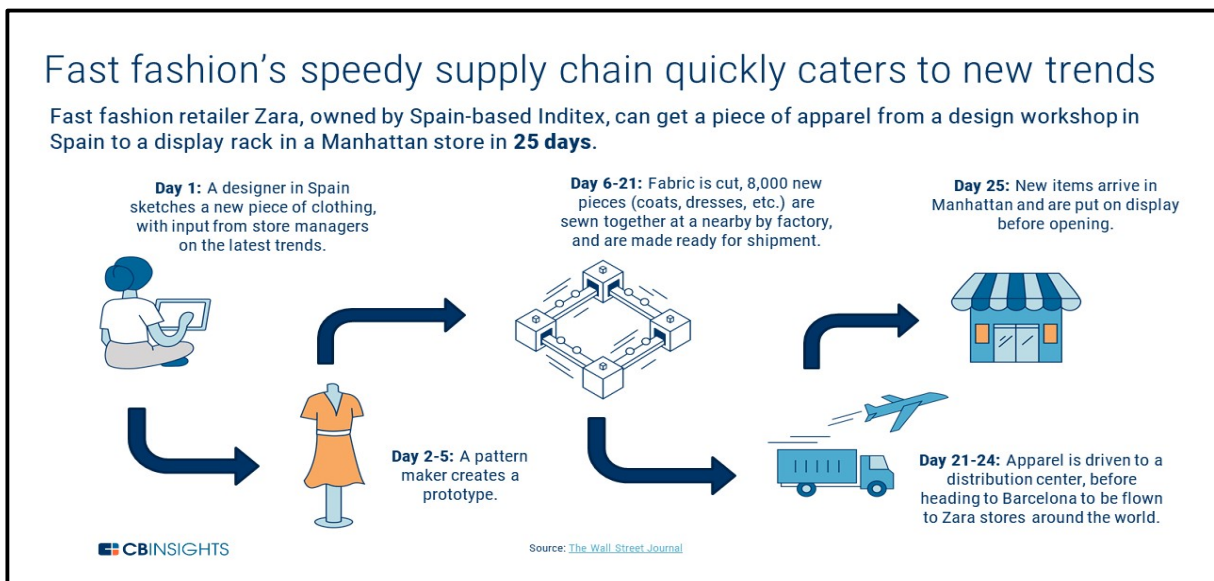 Fast fashion's speedy supply chain quickly caters to new trends
Fast fashion retailer Zara, owned by Spain-based Inditex, can get a piece of apparel from a design workshop in
Spain to a display rack in a Manhattan store in 25 days.
Day 1: A designer in Spain
sketches a new piece of clothing,
with input from store managers
on the latest trends.
Day 2-5: A pattern
maker creates a
prototype.
Day 6-21: Fabric is cut, 8,000 new
pieces (coats, dresses, etc.) are
sewn together at a nearby by factory,
and are made ready for shipment.
Day 21-24: Apparel is driven to a
distribution center, before
heading to Barcelona to be flown
to Zara stores around the world.
Day 25: New items arrive in
Manhattan and are put on display
before opening.
CBINSIGHTS
Source: The Wall Street Journal